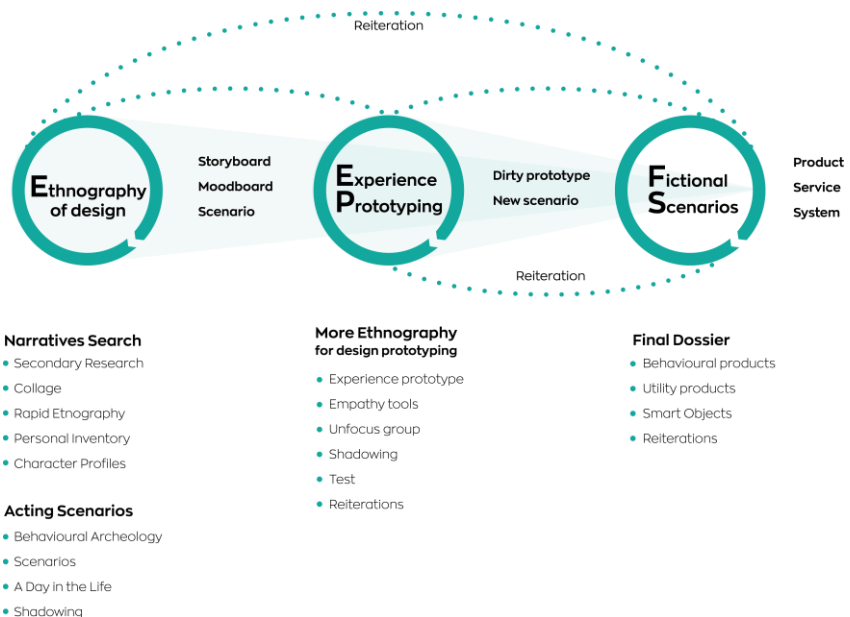 Reiteration
Ethnography
of design
Storyboard
Moodboard
Scenario
Experience
Prototyping
Dirty prototype
New scenario
Fictional
Scenarios
Product
Service
System
Reiteration
Narratives Search
Secondary Research
Collage
Rapid Etnography
Personal Inventory
Character Profiles
Acting Scenarios
Behavioural Archeology
Scenarios
A Day in the Life
Shadowing
More Ethnography
for design prototyping
Experience prototype
Empathy tools
Unfocus group
Shadowing
Test
Reiterations
Final Dossier
Behavioural products
Utility products
Smart Objects
Reiterations